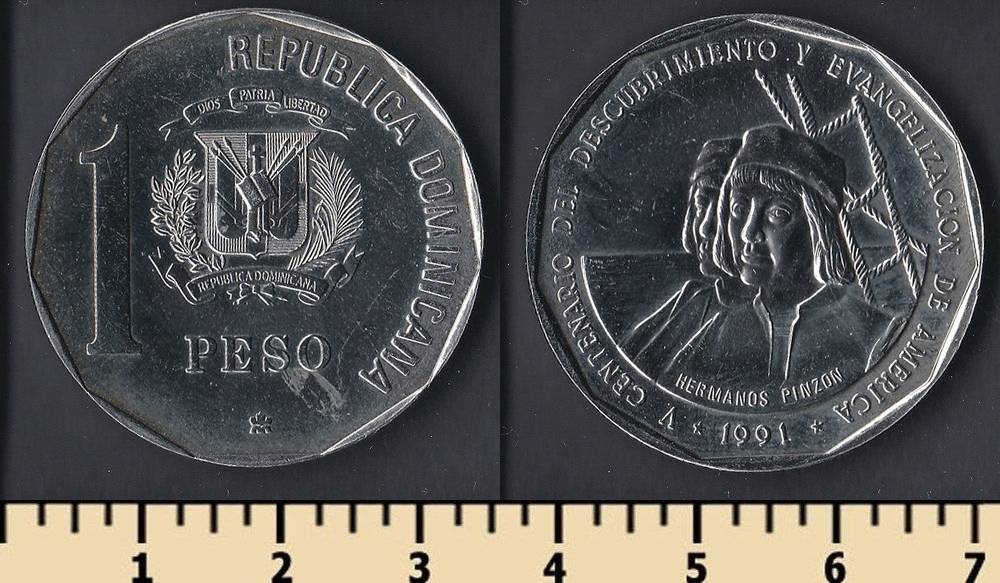 REPUBLICA DOMINICANA
DIOS PATRIA LIBERTAD
REPUBLICA DOMINICANA
1
PESO
V CENTENARIO DEL DESCUBRIMIENTO Y EVANGELIZACION DE AMERICA
HERMANOS PINZON
* 1991 *
1 2 3 4 5 6 7